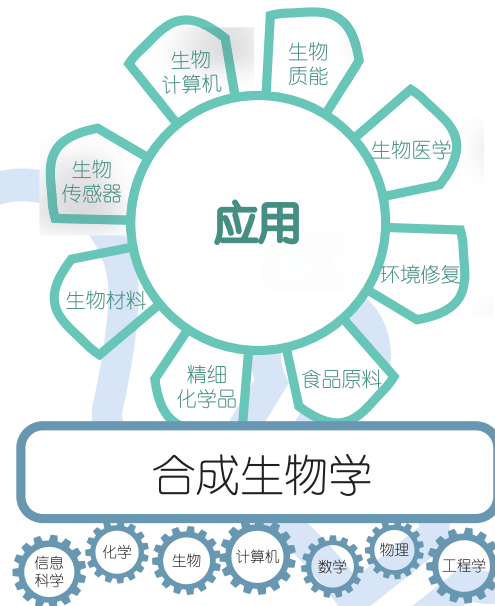 生物
计算机
生物
质能
生物医学
生物
传感器
应用
环境修复
生物材料
精细
化学品
食品原料
合成生物学
信息
科学
化学
生物
计算机
数学
物理
工程学